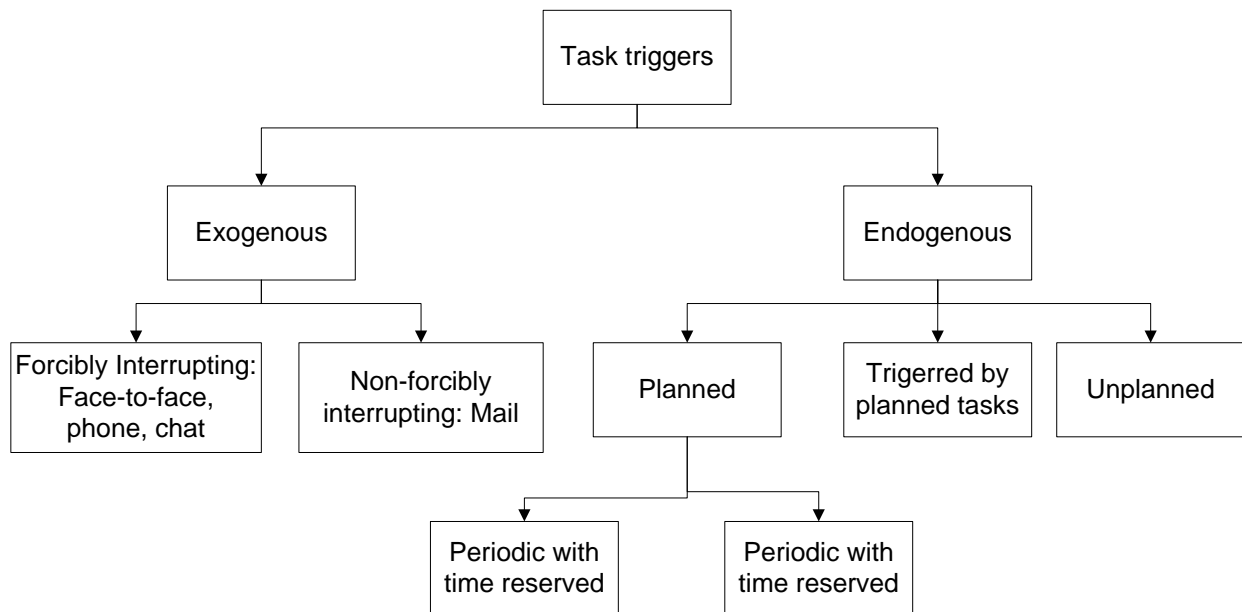 Task triggers
Exogenous
Endogenous
Forcibly Interrupting:
Face-to-face,
phone, chat
Non-forcibly
interrupting: Mail
Planned
Trigerred by
planned tasks
Unplanned
Periodic with
time reserved
Periodic with
time reserved